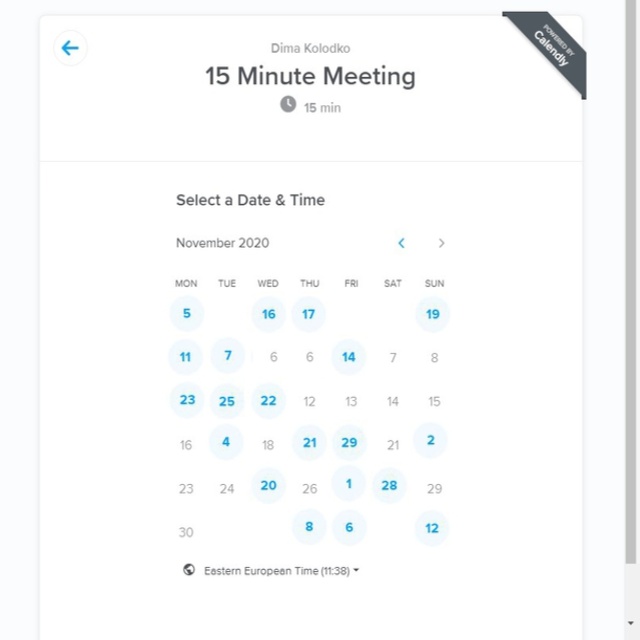 POWERED BY
Calendly
Dima Kolodko
15 Minute Meeting
15 min
Select a Date & Time
November 2020
MON TUE WED THU FRI SAT SUN
5 16 17 19
11 7 6 6 14 7 8
23 25 22 12 13 14 15
16 4 18 21 29 21 2
23 24 20 26 1 28 29
30 8 6 12
Eastern European Time (11:38)